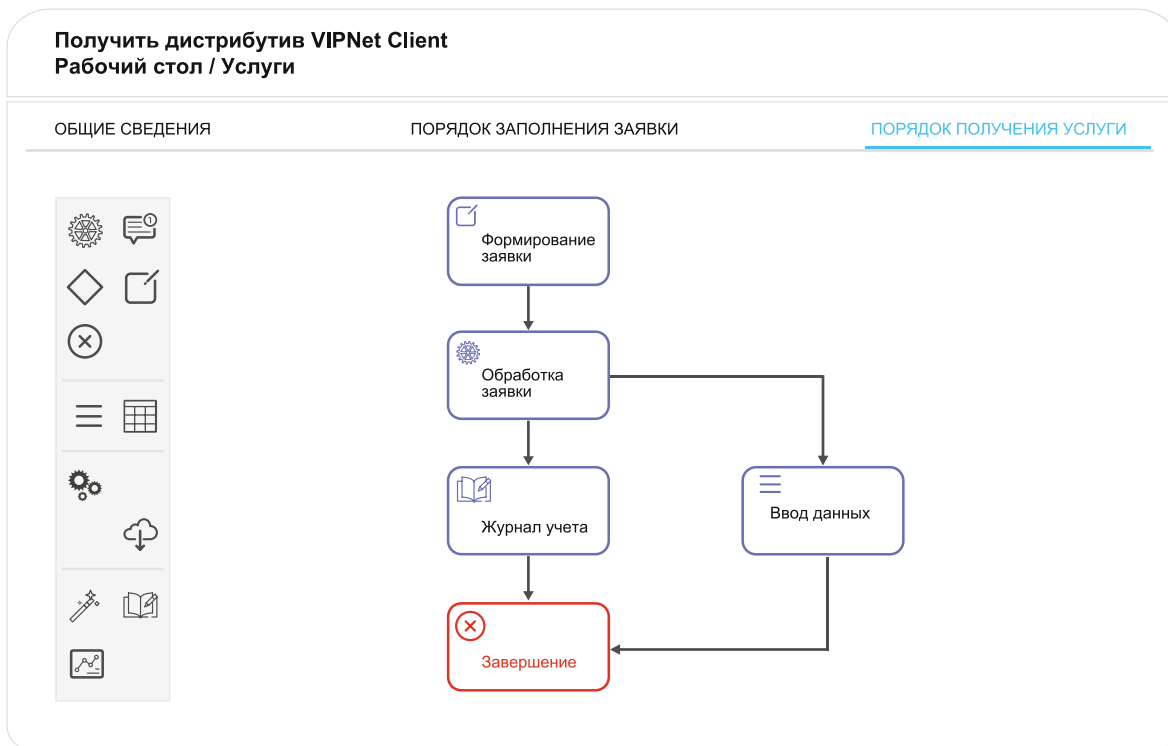 Получить дистрибутив VIPNet Client
Рабочий стол / Услуги
ОБЩИЕ СВЕДЕНИЯ
ПОРЯДОК ЗАПОЛНЕНИЯ ЗАЯВКИ
ПОРЯДОК ПОЛУЧЕНИЯ УСЛУГИ
1
Формирование
заявки
Обработка
заявки
Журнал учета
Ввод данных
Завершение